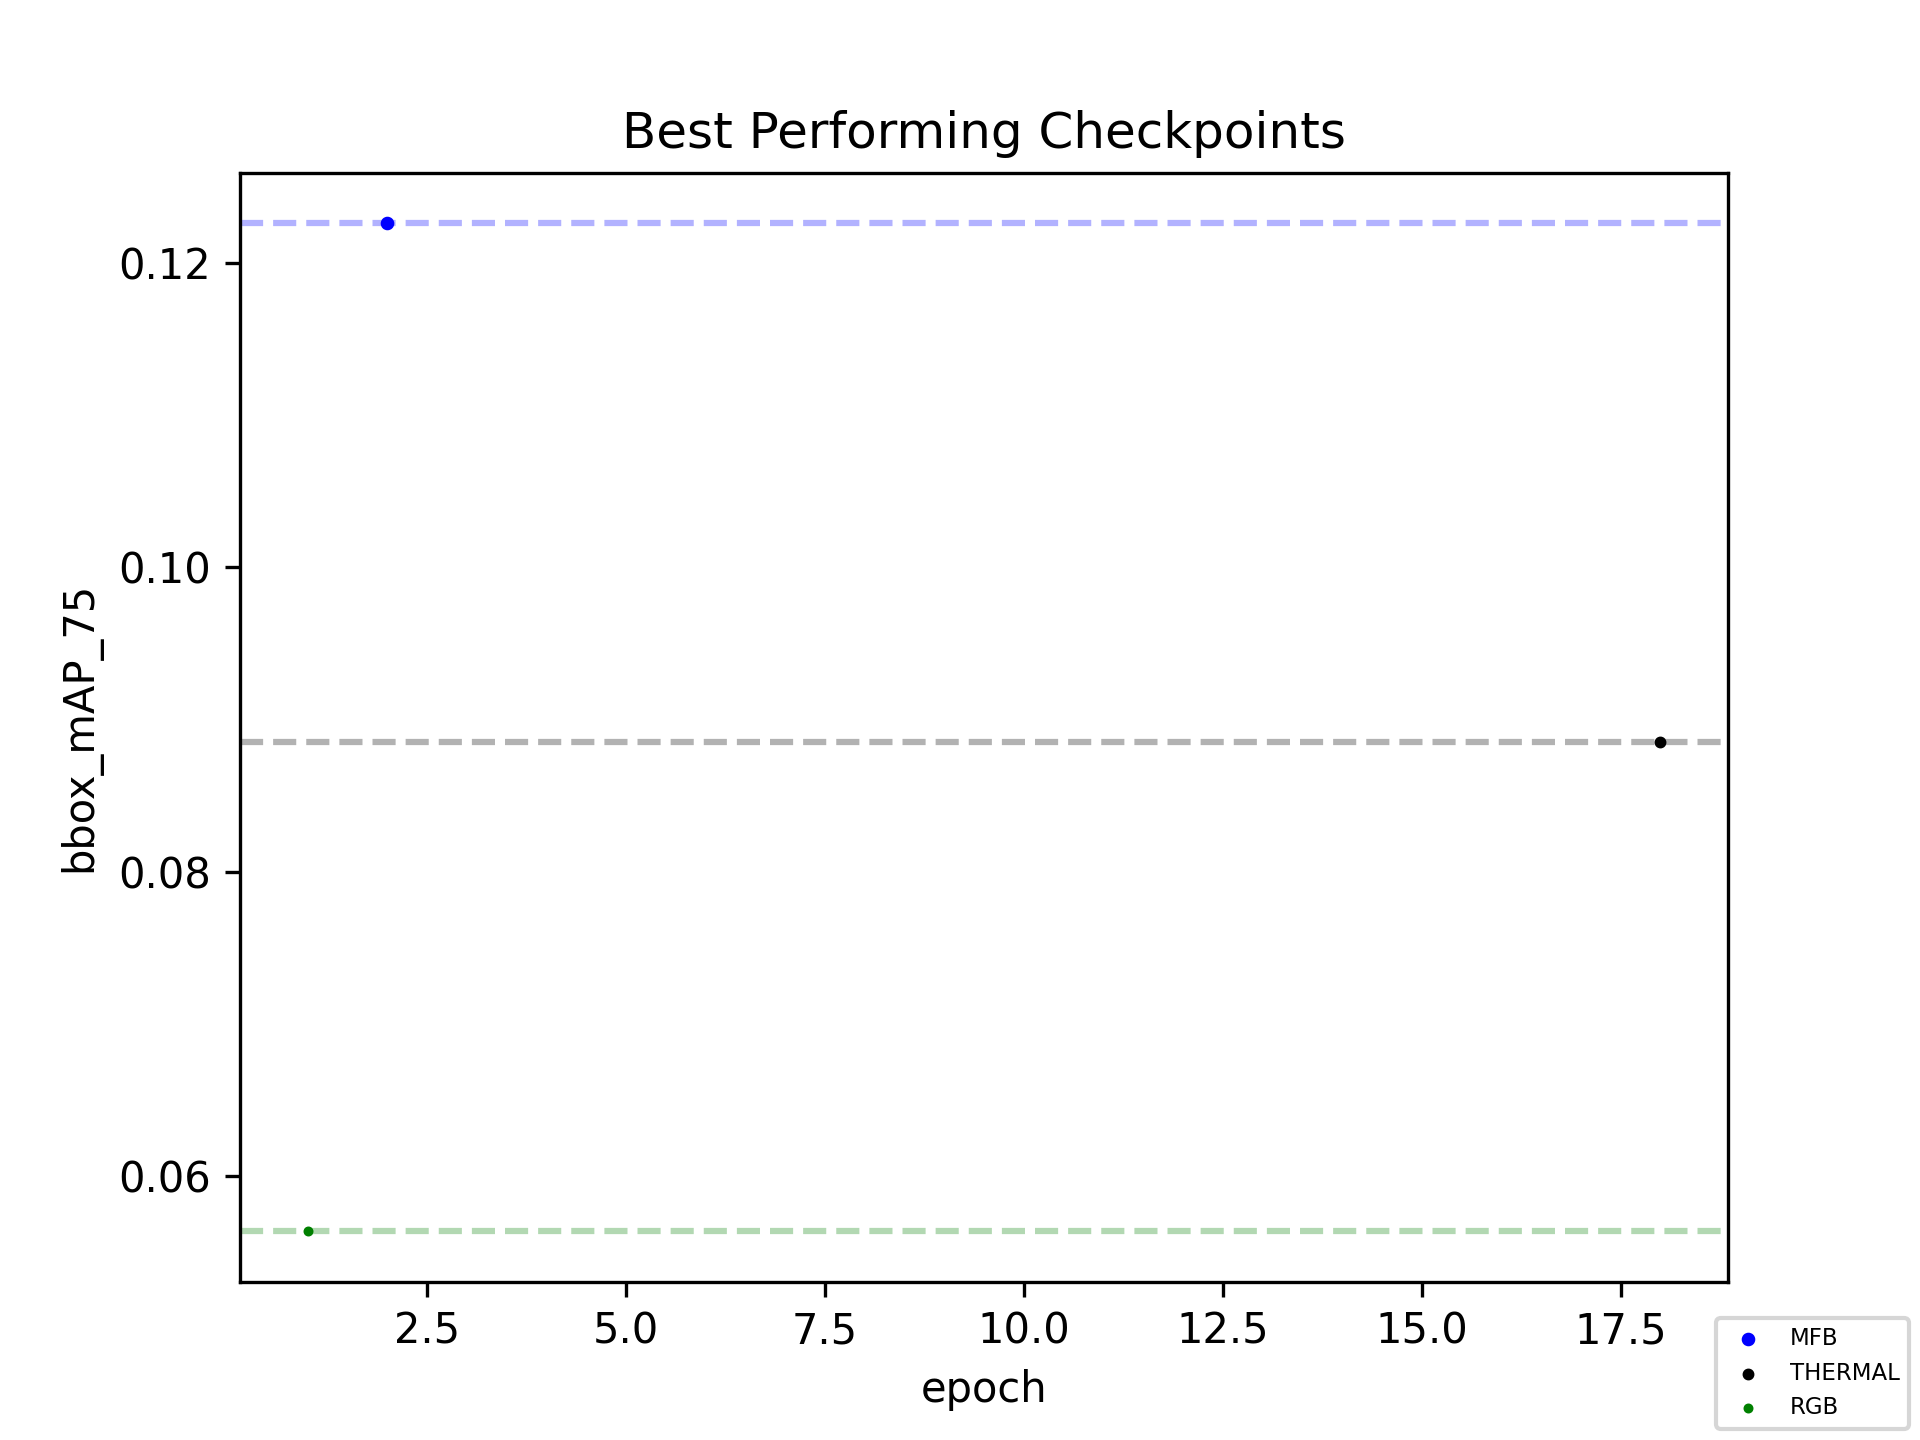 Best Performing Checkpoints
0.12
0.10
0.08
0.06
bbox_mAP_75
2.5 5.0 7.5 10.0 12.5 15.0 17.5
epoch
MFB
THERMAL
RGB